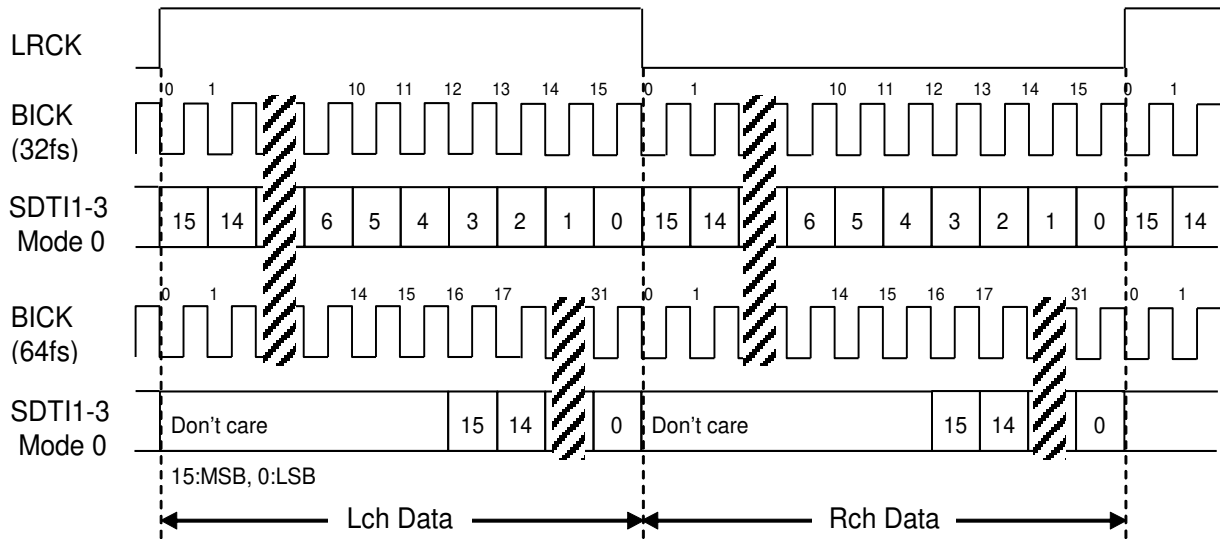 LRCK
0 1 10 11 12 13 14 15 0 1 10 11 12 13 14 15 0 1
BICK
(32fs)
SDTI1-3
Mode 0
15 14 6 5 4 3 2 1 0 15 14 6 5 4 3 2 1 0 15 14
0 1 14 15 16 17 31 0 1 14 15 16 17 31 0 1
BICK
(64fs)
SDTI1-3
Mode 0
Don't care 15 14 0 Don't care 15 14 0
15:MSB, 0:LSB
Lch Data Rch Data